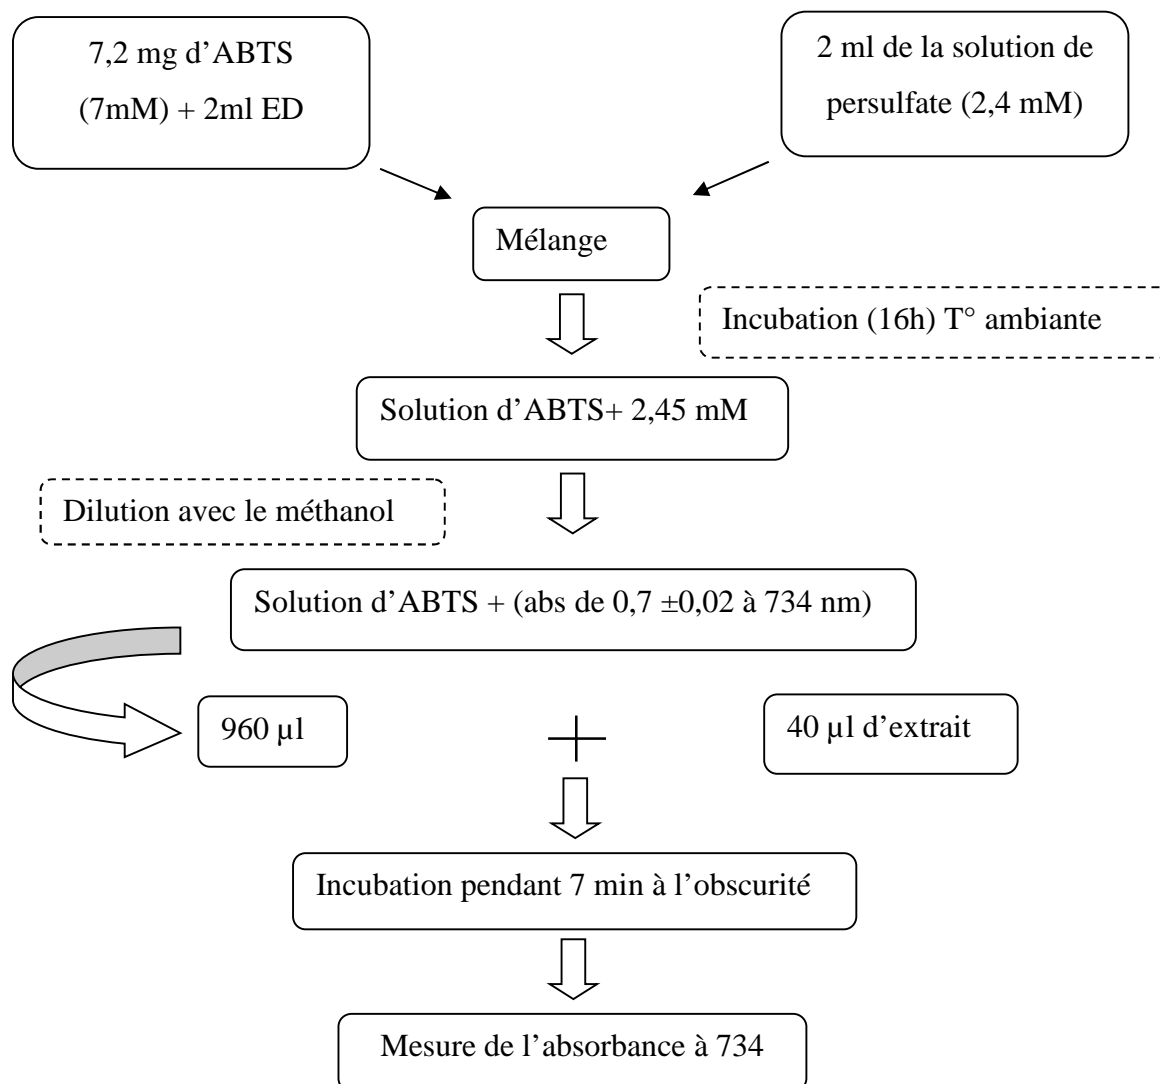 7,2 mg d’ABTS
(7mM) + 2ml ED
2 ml de la solution de
persulfate (2,4 mM)
Mélange
Incubation (16h) T° ambiante
Solution d’ABTS+ 2,45 mM
Dilution avec le méthanol
Solution d’ABTS + (abs de 0,7 ±0,02 à 734 nm)
960 µl
40 µl d’extrait
Incubation pendant 7 min à l’obscurité
Mesure de l’absorbance à 734